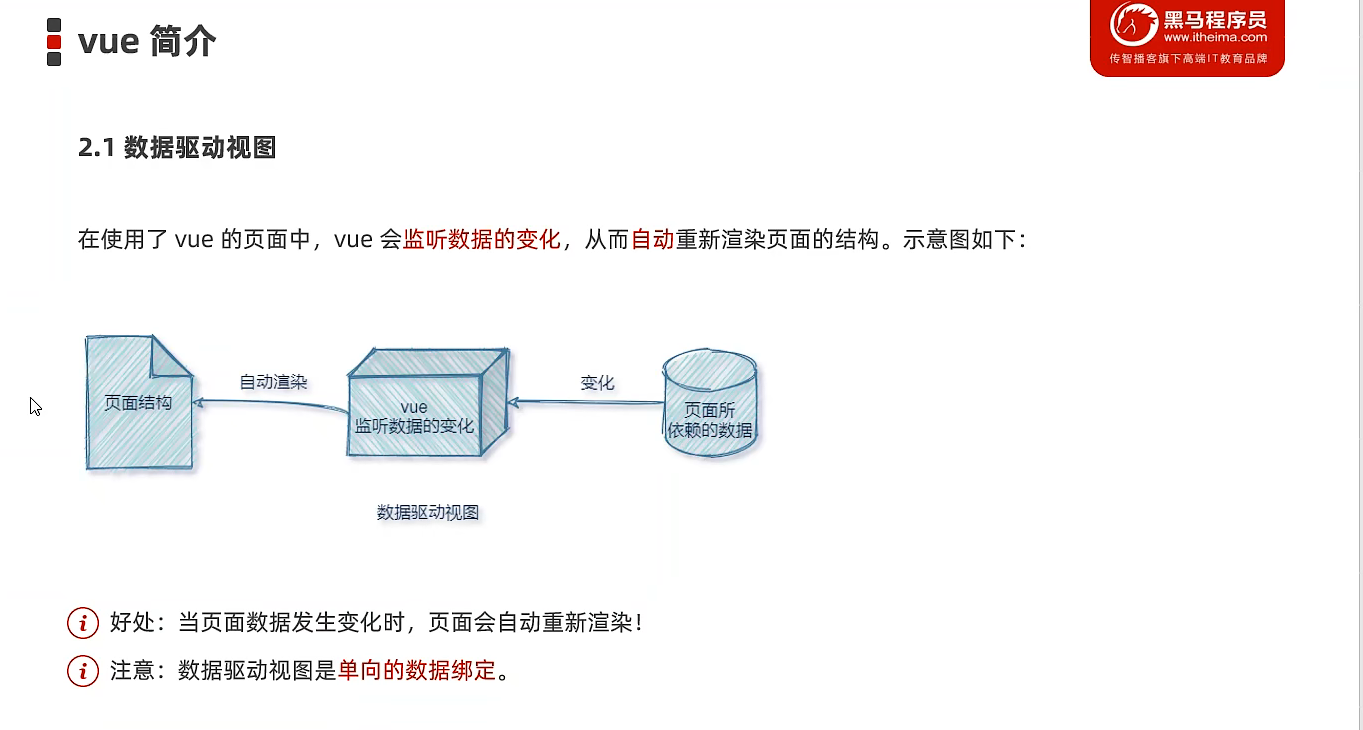 vue 简介
黑马程序员
www.itheima.com
传智播客旗下高端IT教育品牌
2.1 数据驱动视图
在使用了 vue 的页面中，vue 会监听数据的变化，从而自动重新渲染页面的结构。示意图如下：
页面结构
自动渲染
vue
监听数据的变化
变化
页面所
依赖的数据
数据驱动视图
好处：当页面数据发生变化时，页面会自动重新渲染！
注意：数据驱动视图是单向的数据绑定。